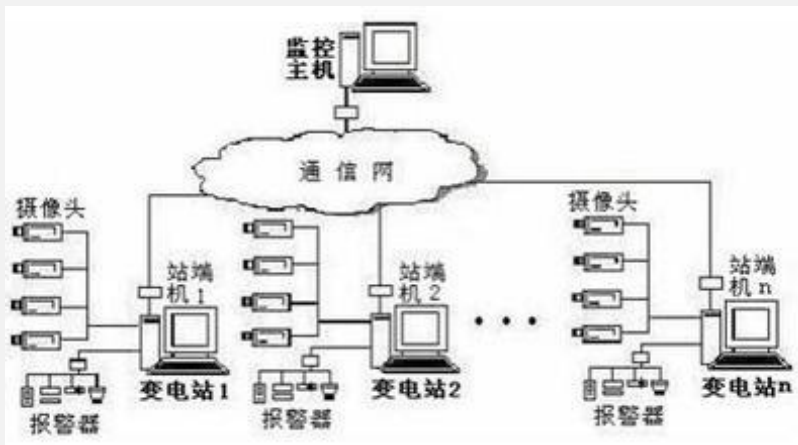 监控
主机
通信网
摄像头
摄像头
站端
机1
站端
机2
站端
机n
变电站1
变电站2
变电站n
报警器
报警器
报警器